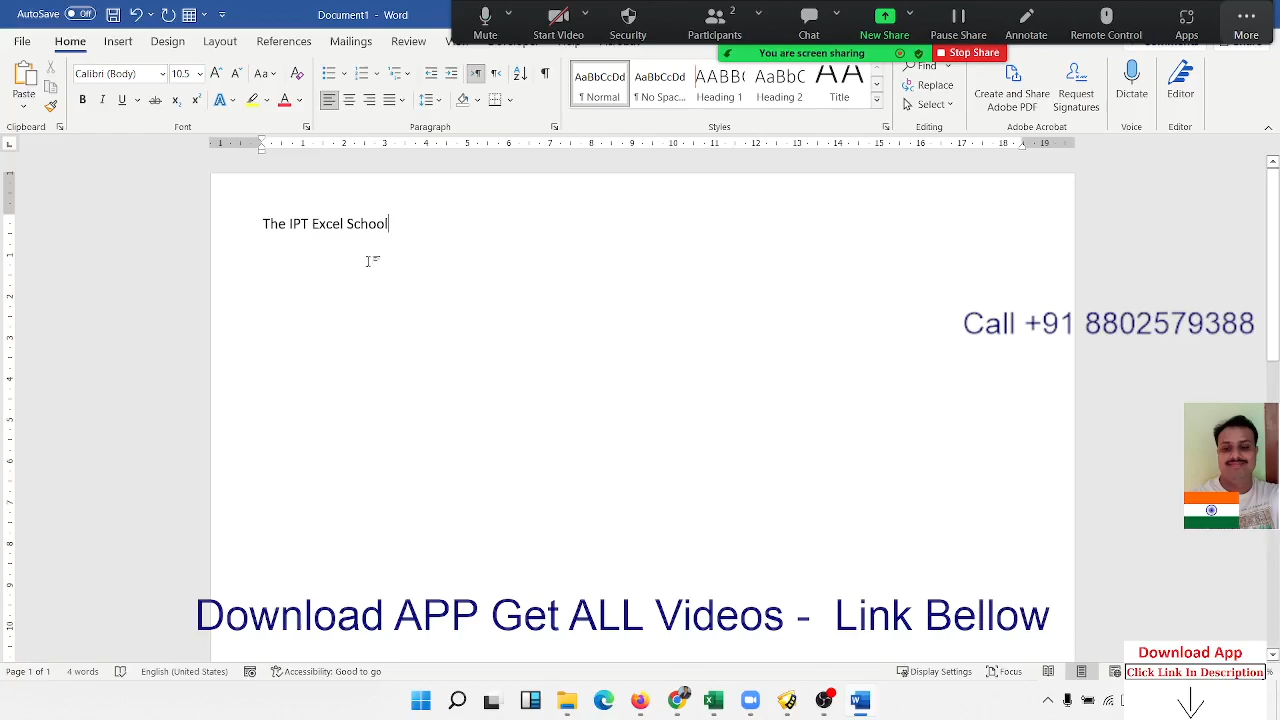 AutoSave
Off
Document1 - Word
Mute
Start Video
Security
Participants
2
Chat
New Share
Pause Share
Remote Control
Apps
More
You are screen sharing
Stop Share
File
Home
Insert
Draw
Design
Layout
References
Mailings
Review
Paste
Clipboard
Calibri (Body)
10.5
B I U ab x₂ x²
Font
Paragraph
AaBbCcDd
¶ Normal
AaBbCcDd
¶ No Spac...
AABBC
Heading 1
AaBbC
Heading 2
AA
Title
Styles
Find
Replace
Select
Editing
Create and Share
Adobe PDF
Request
Signatures
Adobe Acrobat
Dictate
Voice
Editor
Editor
The IPT Excel School
Call +91 8802579388
Download APP Get ALL Videos - Link Bellow
Download App
Click Link In Description
Page 1 of 1
4 words
English (United States)
Accessibility: Good to go
Display Settings
Focus